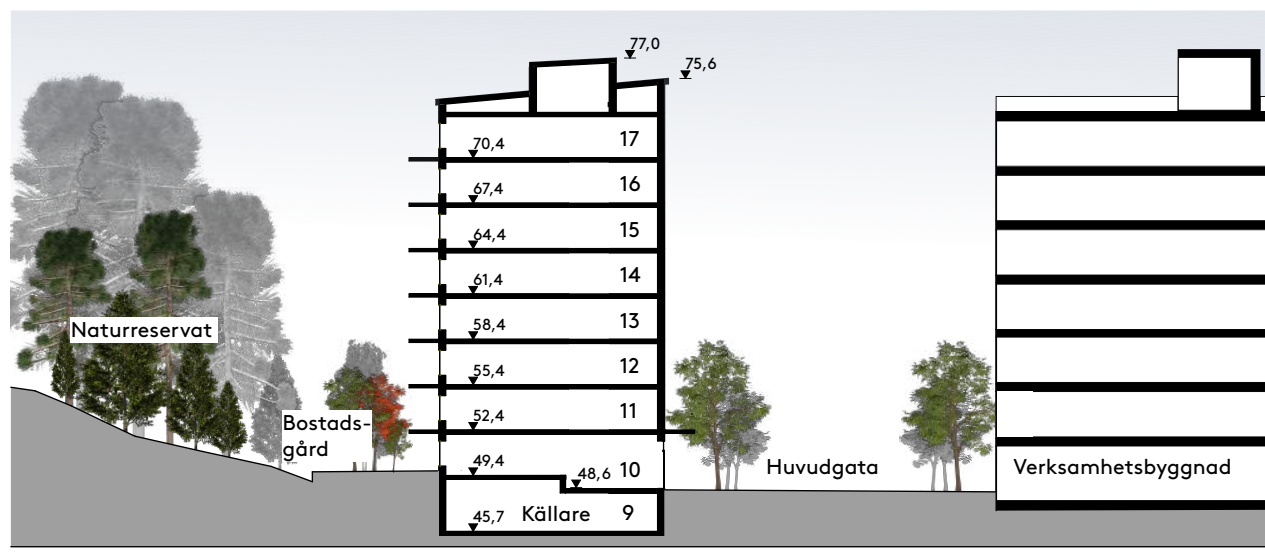 77,0
75,6
70,4 17
67,4 16
64,4 15
61,4 14
Naturreservat
58,4 13
55,4 12
Bostads-
gård
52,4 11
49,4 48,6 10
Huvudgata
Verksamhetsbyggnad
45,7 Källare 9